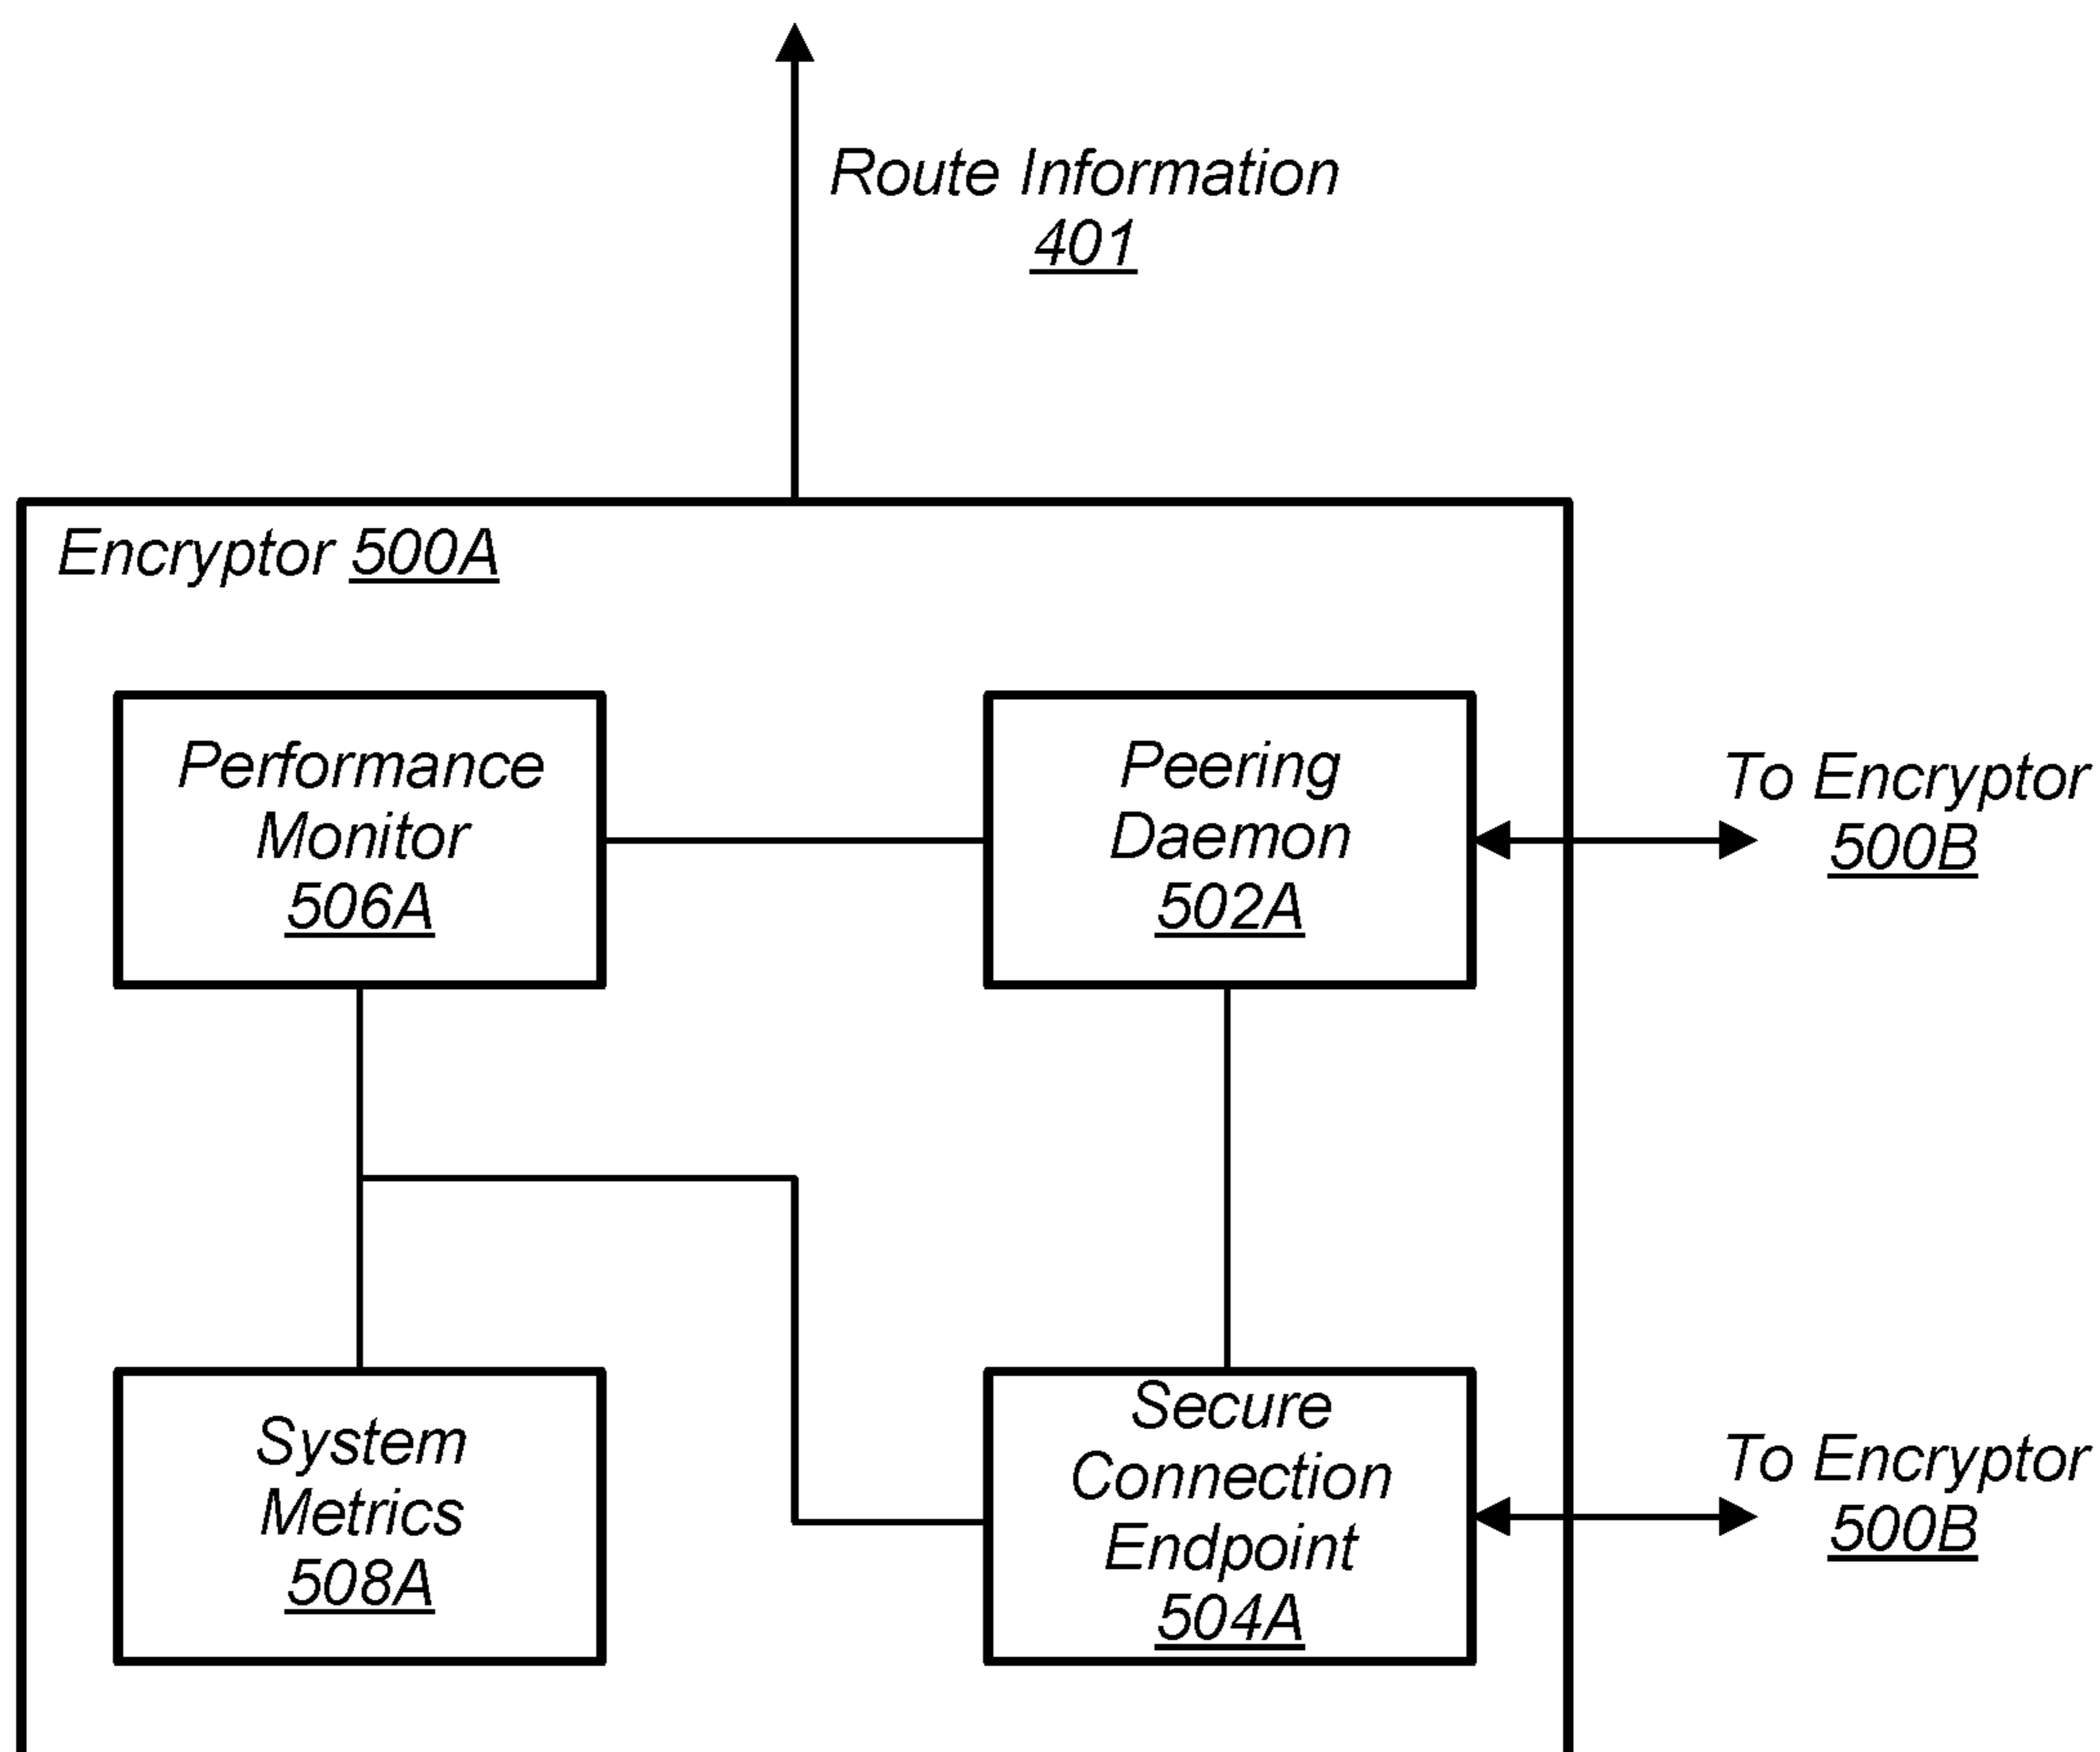 Route Information
401
Encryptor 500A
Performance
Monitor
506A
Peering
Daemon
502A
To Encryptor
500B
System
Metrics
508A
Secure
Connection
Endpoint
504A
To Encryptor
500B